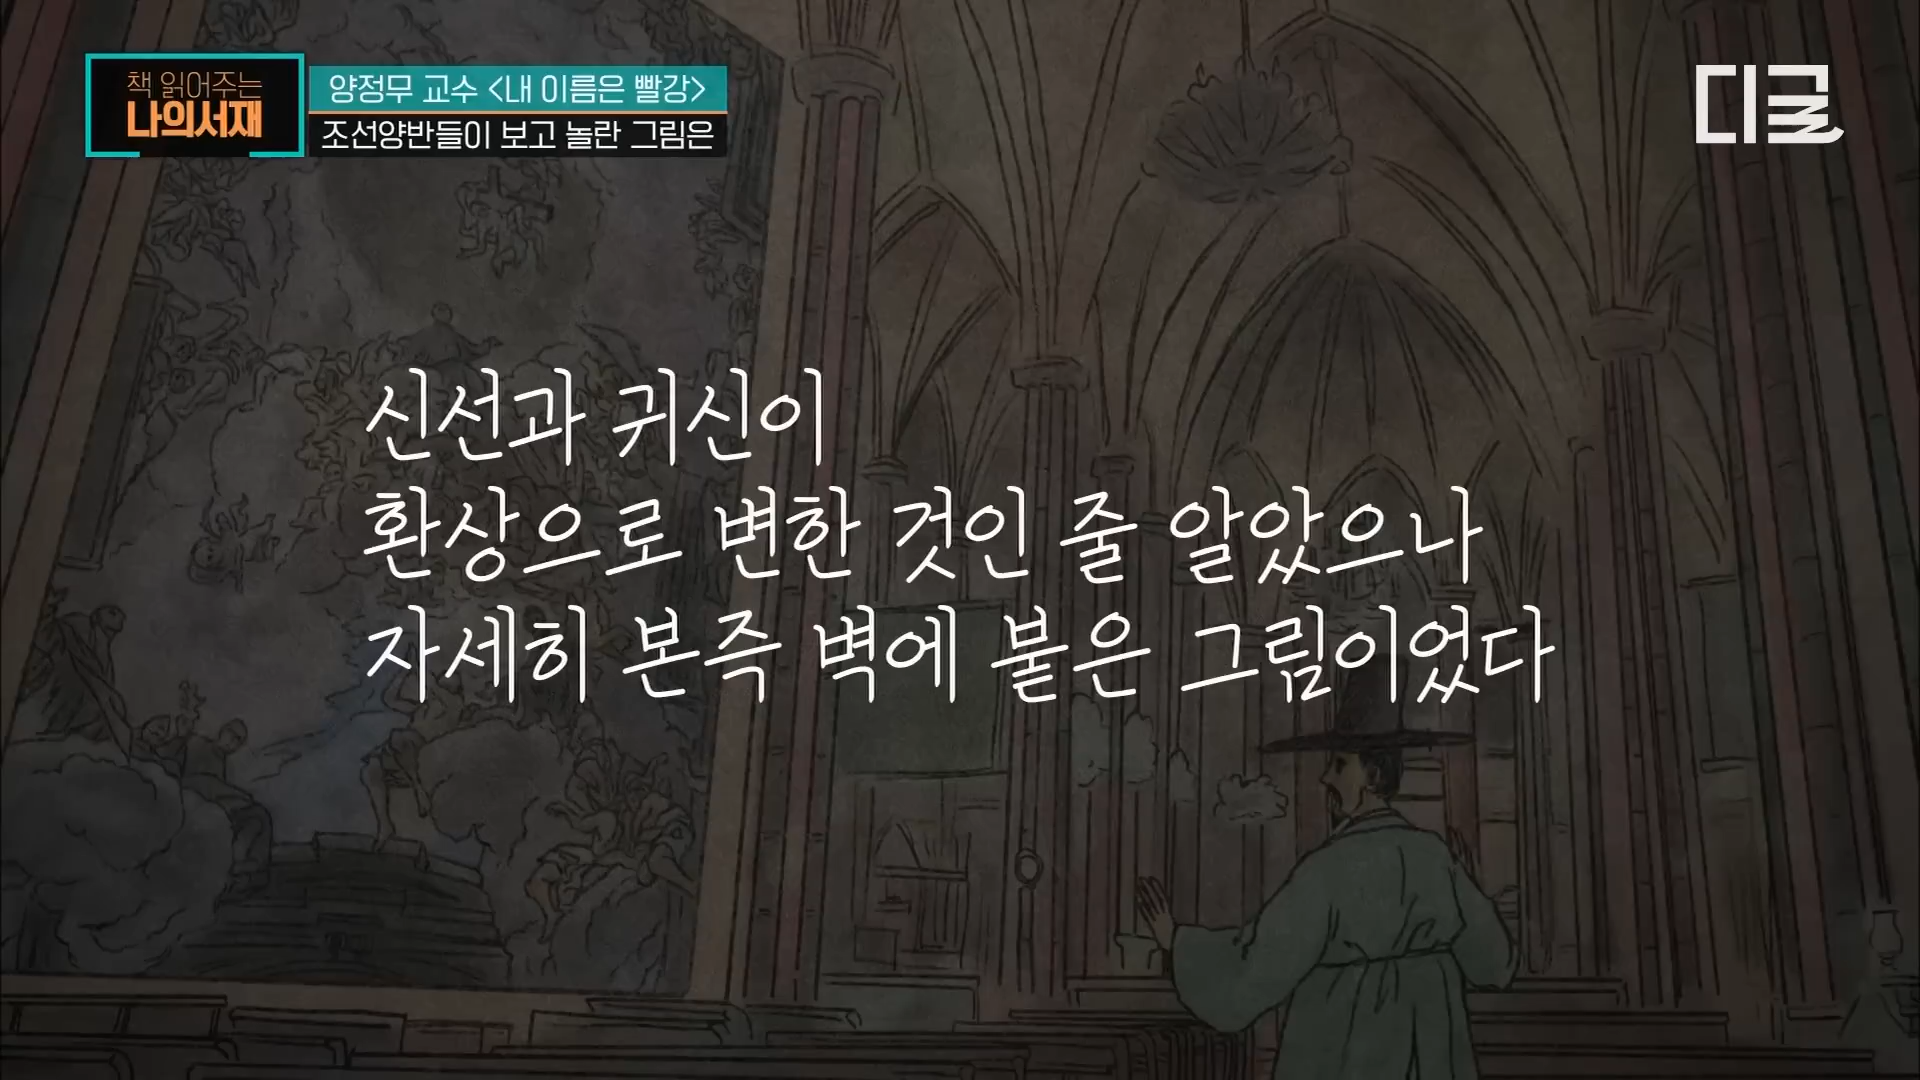 책 읽어주는
나의서재
양정무 교수 <내 이름은 빨강>
조선양반들이 보고 놀란 그림은
디글
신선과 귀신이
환상으로 변한 것인 줄 알았으나
자세히 본즉 벽에 붙은 그림이었다